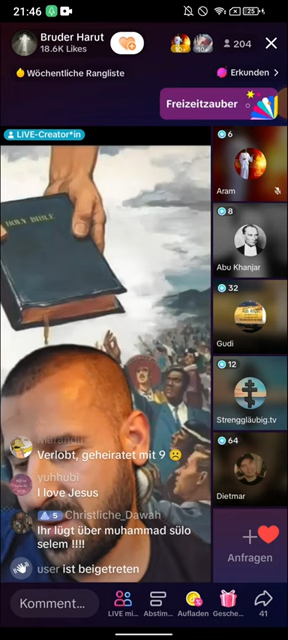 21:46
25
Bruder Harut
18.6K Likes
204
Wöchentliche Rangliste
Erkunden >
Freizeitzauber
LIVE-Creator*in
6
Aram
HOLY BIBLE
8
Abu Khanjar
32
Gudi
12
Strenggläubig.tv
64
Dietmar
Verlobt, geheiratet mit 9 ☹️
yuhhubi
I love Jesus
5 Christliche_Dawah
Ihr lügt über muhammad sülo
selem !!!!
user ist beigetreten
+
Anfragen
Komment...
LIVE mi...
Abstim...
Aufladen
Gesche...
41